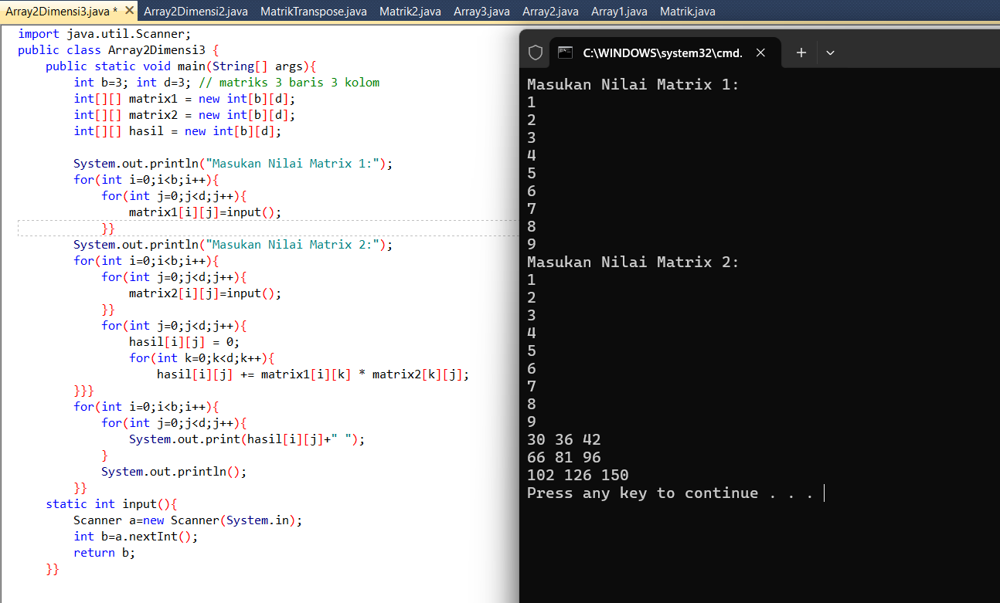 Array2Dimensi3.java * × Array2Dimensi2.java MatrikTranspose.java Matrik2.java Array3.java Array2.java Array1.java Matrik.java
import java.util.Scanner;
public class Array2Dimensi3 {
    public static void main(String[] args){
        int b=3; int d=3; // matriks 3 baris 3 kolom
        int[][] matrix1 = new int[b][d];
        int[][] matrix2 = new int[b][d];
        int[][] hasil = new int[b][d];
        System.out.println("Masukan Nilai Matrix 1:");
        for(int i=0;i<b;i++){
            for(int j=0;j<d;j++){
                matrix1[i][j]=input();
            }}
        System.out.println("Masukan Nilai Matrix 2:");
        for(int i=0;i<b;i++){
            for(int j=0;j<d;j++){
                matrix2[i][j]=input();
            }}
            for(int j=0;j<d;j++){
                hasil[i][j] = 0;
                for(int k=0;k<d;k++){
                    hasil[i][j] += matrix1[i][k] * matrix2[k][j];
        }}}
        for(int i=0;i<b;i++){
            for(int j=0;j<d;j++){
                System.out.print(hasil[i][j]+" ");
            }
            System.out.println();
        }}
    static int input(){
        Scanner a=new Scanner(System.in);
        int b=a.nextInt();
        return b;
    }}
C:\WINDOWS\system32\cmd. × +
Masukan Nilai Matrix 1:
1
2
3
4
5
6
7
8
9
Masukan Nilai Matrix 2:
1
2
3
4
5
6
7
8
9
30 36 42
66 81 96
102 126 150
Press any key to continue . . .